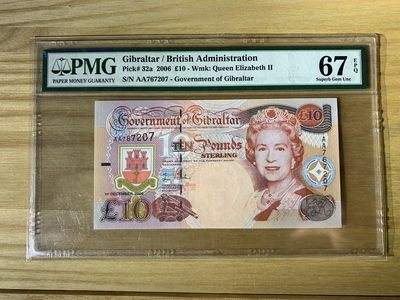 PMG
PAPER MONEY GUARANTY
Gibraltar / British Administration
Pick# 32a 2006 £10 - Wmk: Queen Elizabeth II
S/N AA767207 - Government of Gibraltar
67 EPQ
Superb Gem Unc
Government of Gibraltar
£10
AA767207
10
TEN Pounds
STERLING
£10